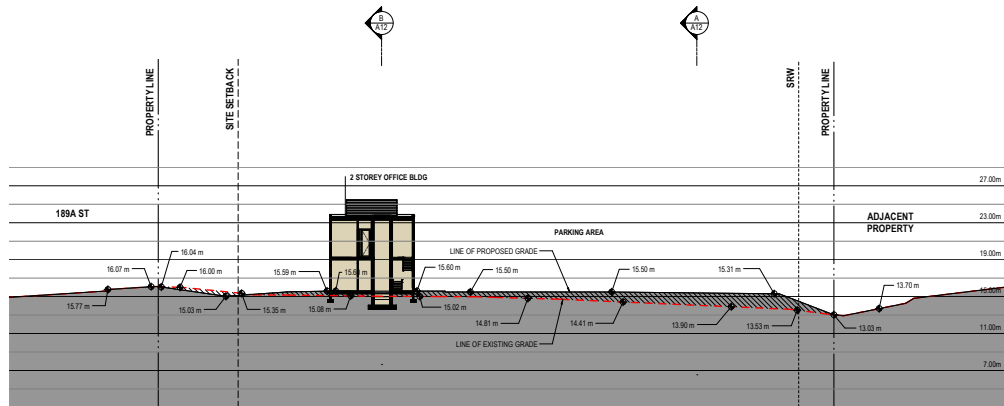 B
A12
A
A12
PROPERTY LINE
SITE SETBACK
SRW
PROPERTY LINE
2 STOREY OFFICE BLDG
27.00m
189A ST
23.00m
ADJACENT
PROPERTY
PARKING AREA
16.04 m
LINE OF PROPOSED GRADE
19.00m
16.07 m
16.00 m
15.59 m
15.60 m
15.50 m
15.50 m
15.31 m
13.70 m
15.00m
15.77 m
15.03 m
15.35 m
15.08 m
15.02 m
14.81 m
14.41 m
13.90 m
13.53 m
13.03 m
11.00m
LINE OF EXISTING GRADE
7.00m